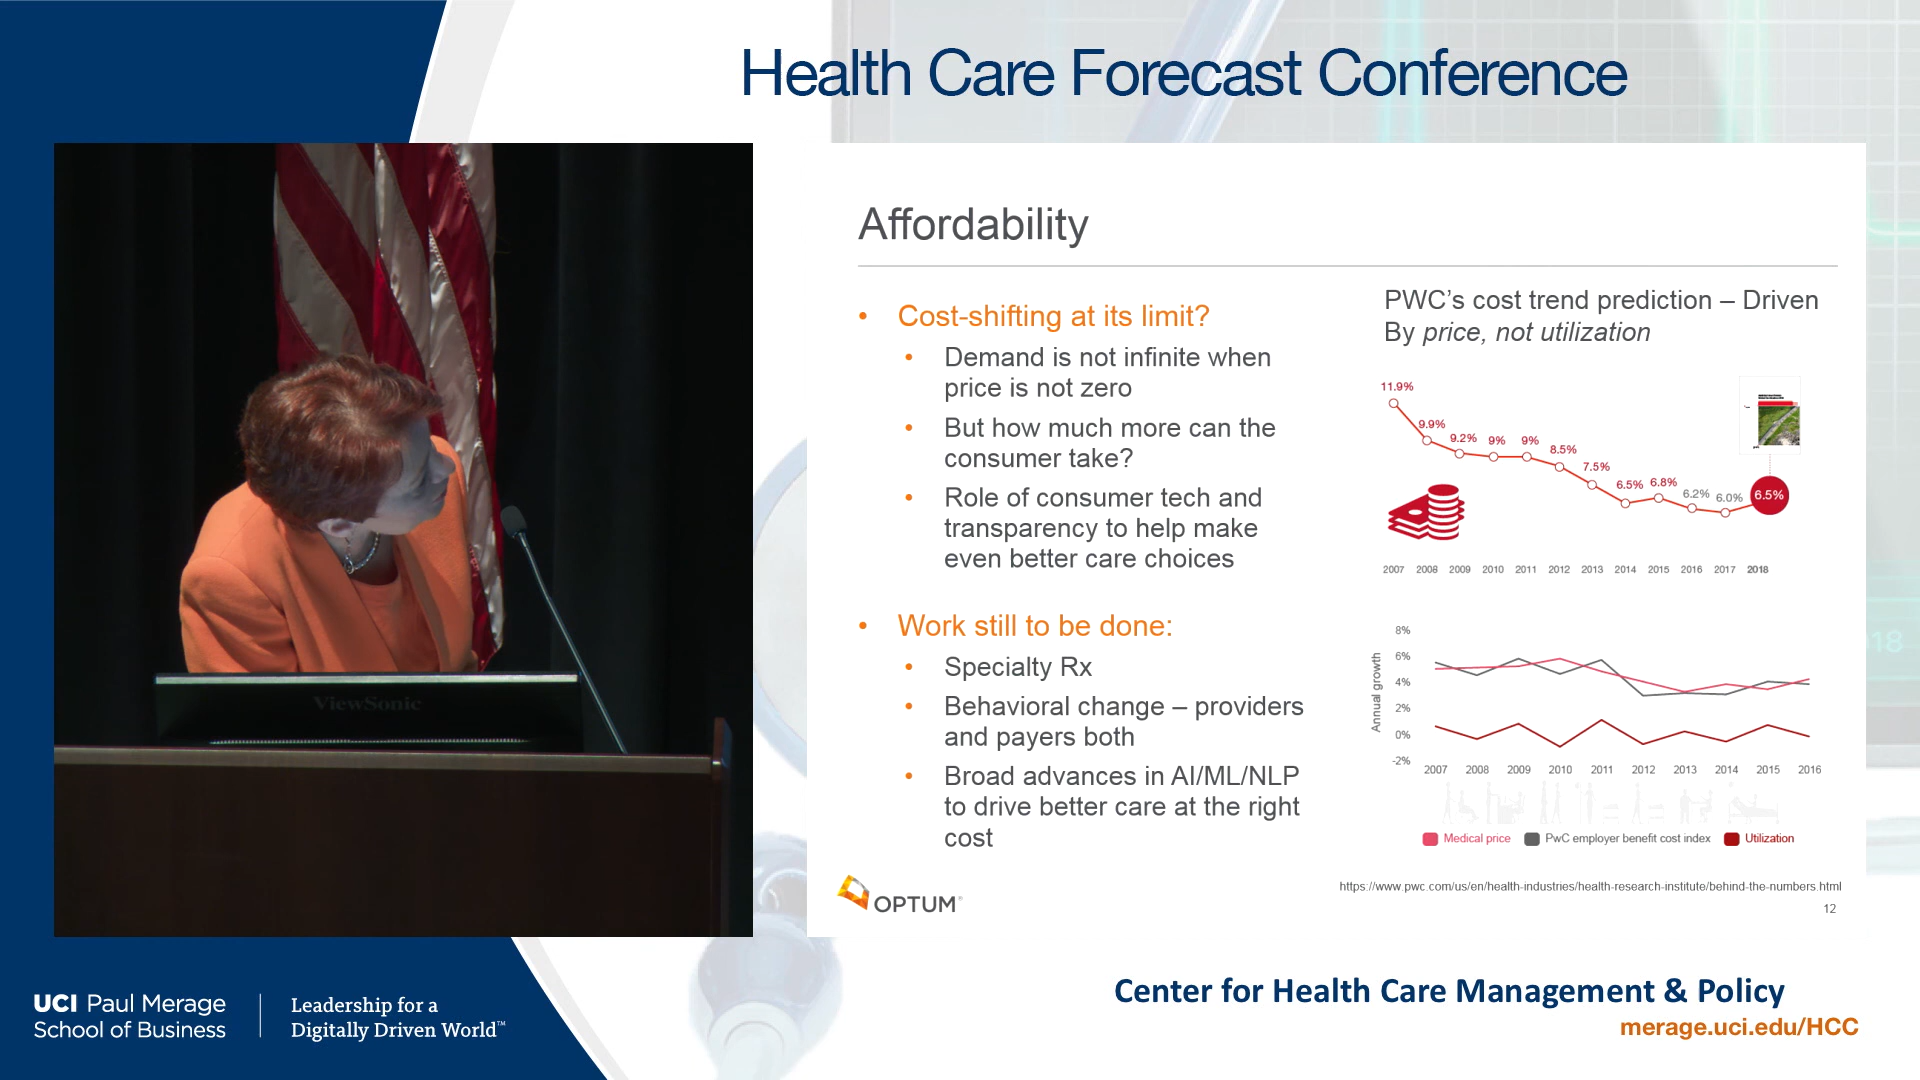 Health Care Forecast Conference
ViewSonic
Affordability
• Cost-shifting at its limit?
• Demand is not infinite when
price is not zero
• But how much more can the
consumer take?
• Role of consumer tech and
transparency to help make
even better care choices
• Work still to be done:
• Specialty Rx
• Behavioral change – providers
and payers both
• Broad advances in AI/ML/NLP
to drive better care at the right
cost
OPTUM®
PWC's cost trend prediction – Driven
By price, not utilization
11.9%
9.9%
9.2%
9%
9%
8.5%
7.5%
6.5%
6.8%
6.2%
6.0%
6.5%
2007 2008 2009 2010 2011 2012 2013 2014 2015 2016 2017 2018
Annual growth
8%
6%
4%
2%
0%
-2%
2007 2008 2009 2010 2011 2012 2013 2014 2015 2016
Medical price PwC employer benefit cost index Utilization
https://www.pwc.com/us/en/health-industries/health-research-institute/behind-the-numbers.html
12
UCI Paul Merage
School of Business
Leadership for a
Digitally Driven World™
Center for Health Care Management & Policy
merage.uci.edu/HCC